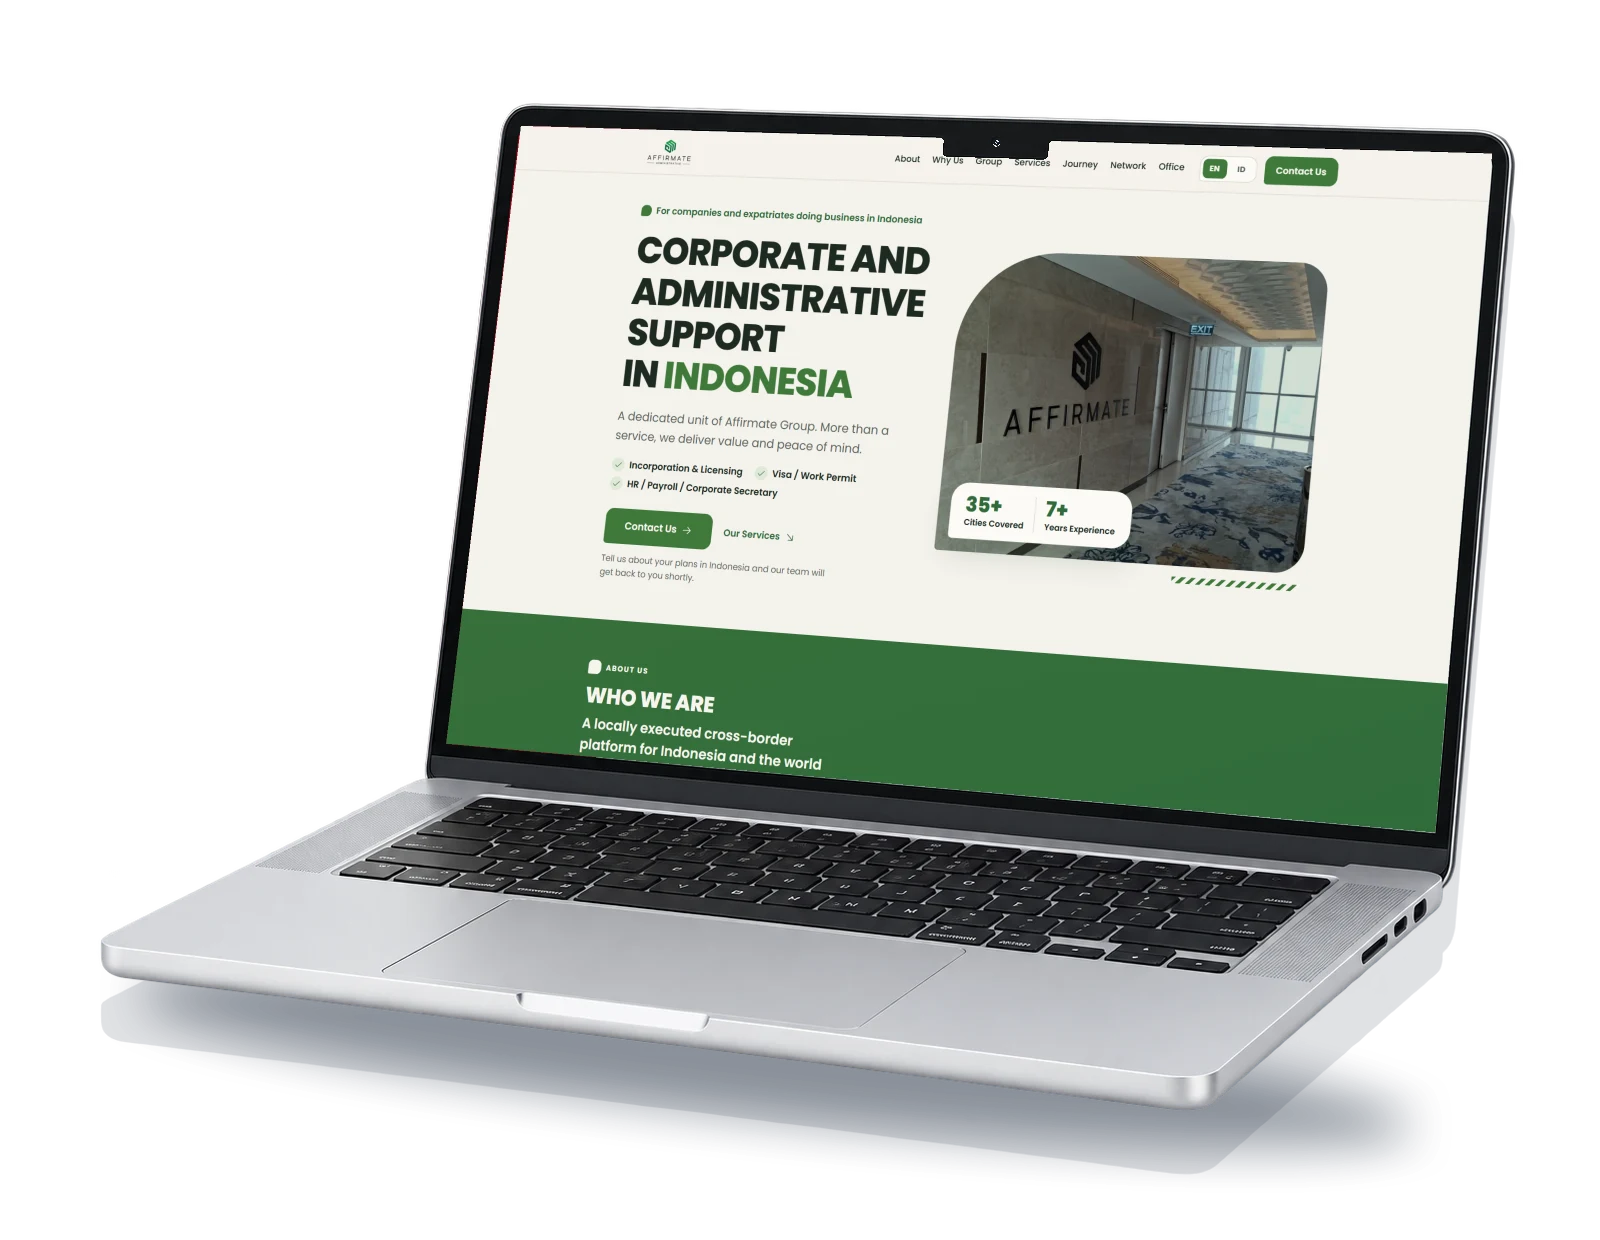 AFFIRMATE
About Why Us Group Services Journey Network Office EN ID Contact Us
For companies and expatriates doing business in Indonesia
CORPORATE AND
ADMINISTRATIVE
SUPPORT
IN INDONESIA
A dedicated unit of Affirmate Group. More than a
service, we deliver value and peace of mind.
Incorporation & Licensing Visa / Work Permit
HR / Payroll / Corporate Secretary
Contact Us → Our Services ↘
Tell us about your plans in Indonesia and our team will
get back to you shortly.
EXIT
AFFIRMATE
35+ 7+
Cities Covered Years Experience
ABOUT US
WHO WE ARE
A locally executed cross-border
platform for Indonesia and the world